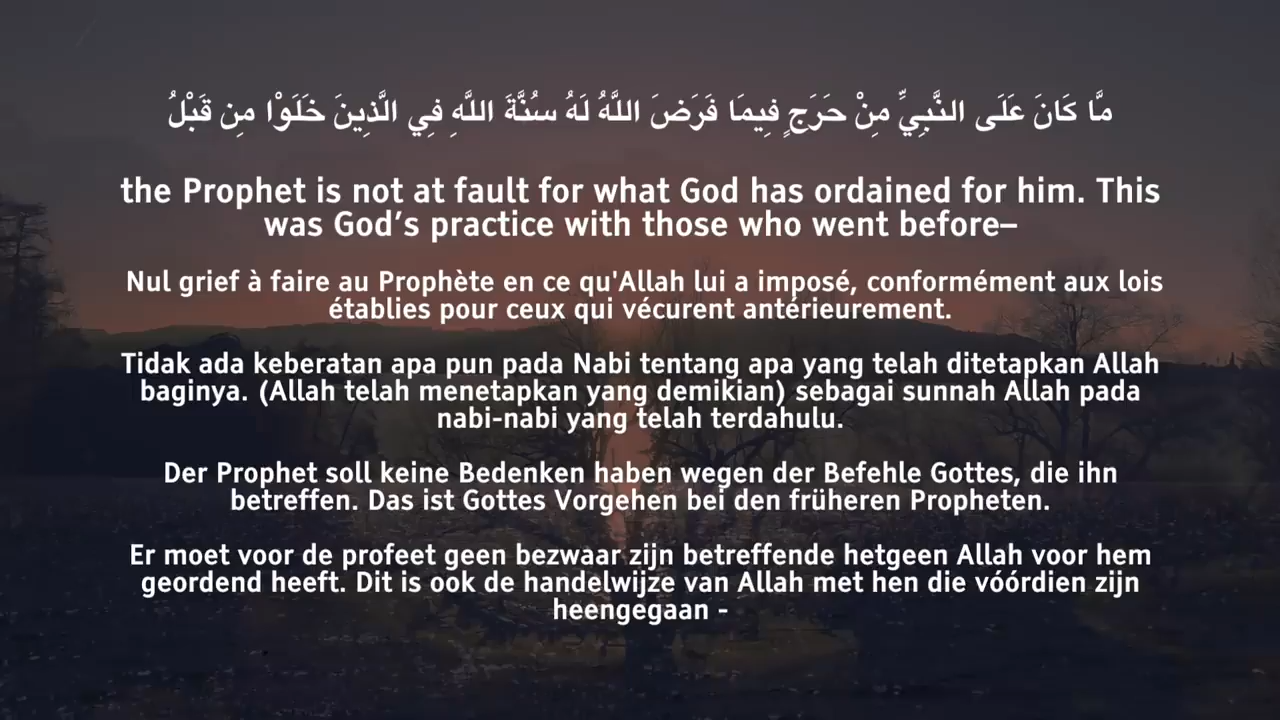 مَّا كَانَ عَلَى النَّبِيِّ مِنْ حَرَجٍ فِيمَا فَرَضَ اللَّهُ لَهُ سُنَّةَ اللَّهِ فِي الَّذِينَ خَلَوْا مِن قَبْلُ
the Prophet is not at fault for what God has ordained for him. This
was God’s practice with those who went before–
Nul grief à faire au Prophète en ce qu'Allah lui a imposé, conformément aux lois
établies pour ceux qui vécurent antérieurement.
Tidak ada keberatan apa pun pada Nabi tentang apa yang telah ditetapkan Allah
baginya. (Allah telah menetapkan yang demikian) sebagai sunnah Allah pada
nabi-nabi yang telah terdahulu.
Der Prophet soll keine Bedenken haben wegen der Befehle Gottes, die ihn
betreffen. Das ist Gottes Vorgehen bei den früheren Propheten.
Er moet voor de profeet geen bezwaar zijn betreffende hetgeen Allah voor hem
geordend heeft. Dit is ook de handelwijze van Allah met hen die vóórdien zijn
heengegaan -